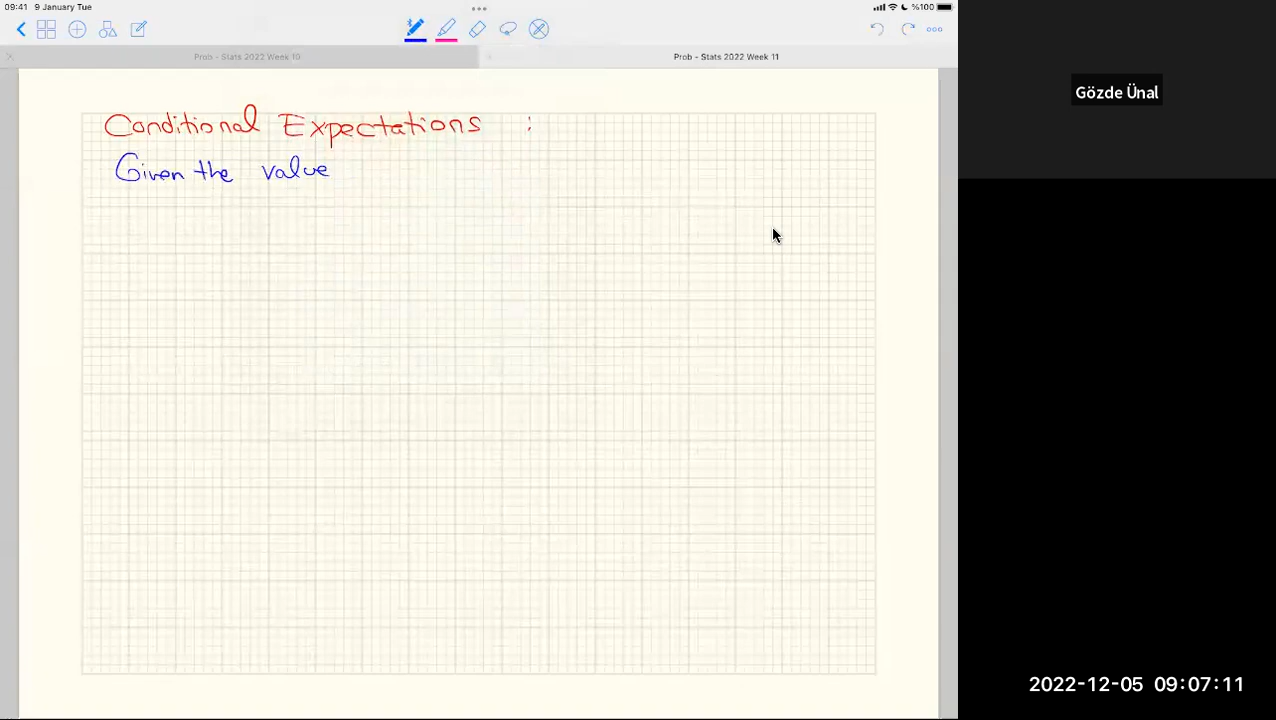 09:41 9 January Tue
%100
Prob - Stats 2022 Week 10
Prob - Stats 2022 Week 11
Gözde Ünal
Conditional Expectations :
Given the value
2022-12-05 09:07:11